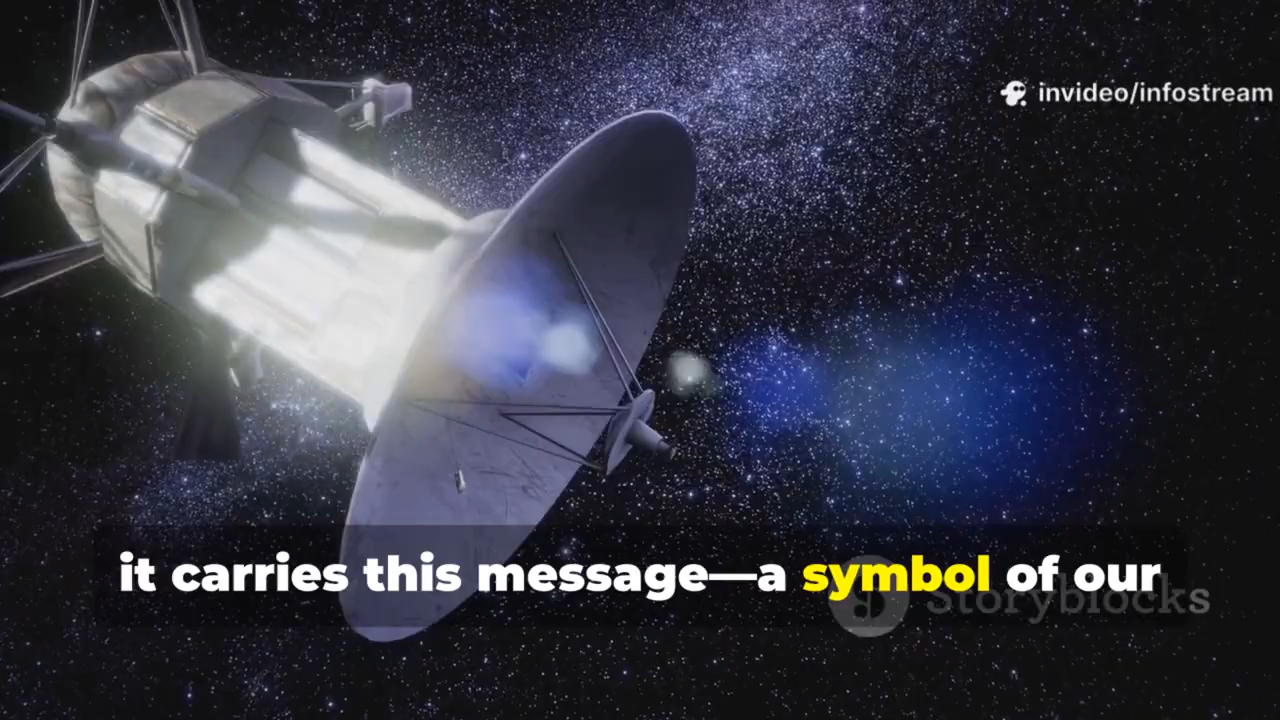 invideo/infostream
it carries this message—a symbol of our
Storyblocks